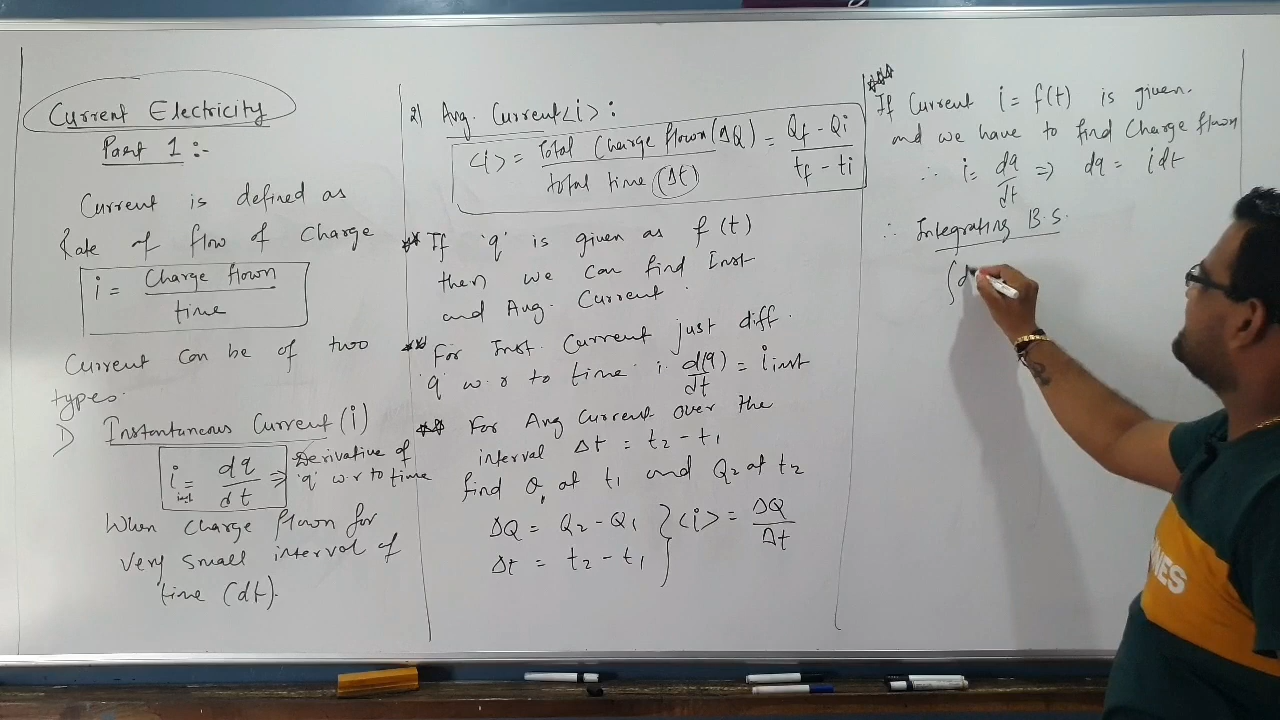 Current Electricity
Part 1 :-
Current is defined as
Rate of flow of Charge
i = Charge flown / time
Current can be of two
types.
1) Instantaneous Current (i)
i inst = dq/dt => Derivative of
'q' w.r to time
When Charge flown for
very small interval of
time (dt).
2) Avg. Current <i> :
<i> = Total Charge flown (ΔQ) / total time (Δt) = Qf - Qi / tf - ti
** If 'q' is given as f (t)
then we can find Inst
and Avg. Current.
** For Inst. Current just diff.
'q' w.r to time i. d(q)/dt = i inst
** For Avg Current over the
interval Δt = t2 - t1
find Q1 at t1 and Q2 at t2
ΔQ = Q2 - Q1
Δt = t2 - t1 } <i> = ΔQ/Δt
***
If Current i = f(t) is given.
and we have to find Charge flown
∴ i = dq/dt => dq = i dt
∴ Integrating B.S.
∫d
NES